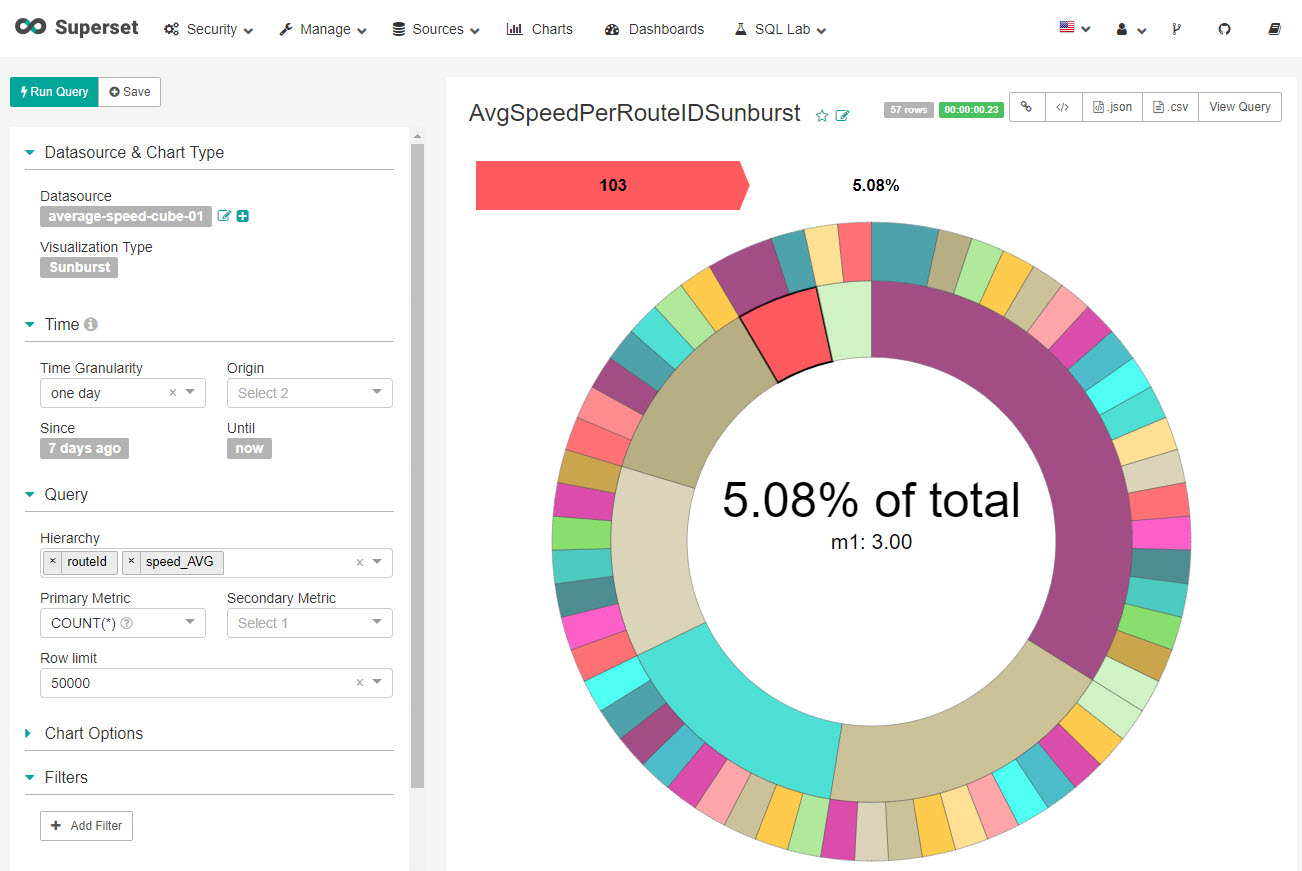 Superset Security Manage Sources Charts Dashboards SQL Lab
Run Query Save
Datasource & Chart Type
Datasource
average-speed-cube-01
Visualization Type
Sunburst
Time
Time Granularity Origin
one day × Select 2
Since Until
7 days ago now
Query
Hierarchy
× routeId × speed_AVG ×
Primary Metric Secondary Metric
COUNT(*) Select 1
Row limit
50000 ×
Chart Options
Filters
+ Add Filter
AvgSpeedPerRouteIDSunburst 57 rows 00:00:00.23 </> .json .csv View Query
103 5.08%
5.08% of total
m1: 3.00